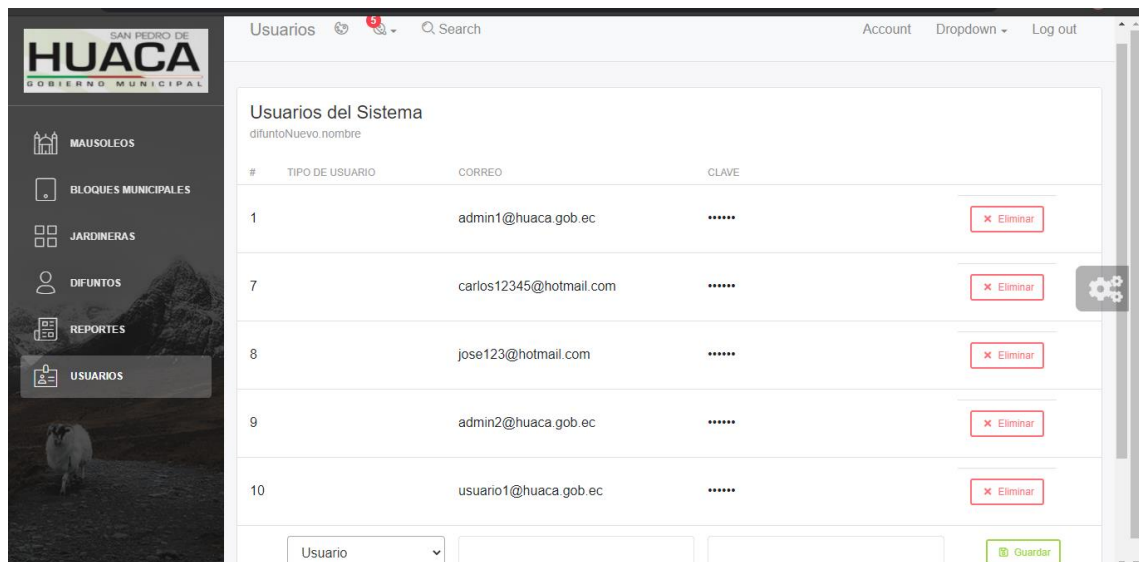 SAN PEDRO DE
HUACA
GOBIERNO MUNICIPAL
MAUSOLEOS
BLOQUES MUNICIPALES
JARDINERAS
DIFUNTOS
REPORTES
USUARIOS
Usuarios 5 Search Account Dropdown Log out
Usuarios del Sistema
difuntoNuevo.nombre
# TIPO DE USUARIO CORREO CLAVE
1 admin1@huaca.gob.ec •••••• × Eliminar
7 carlos12345@hotmail.com •••••• × Eliminar
8 jose123@hotmail.com •••••• × Eliminar
9 admin2@huaca.gob.ec •••••• × Eliminar
10 usuario1@huaca.gob.ec •••••• × Eliminar
Usuario Guardar